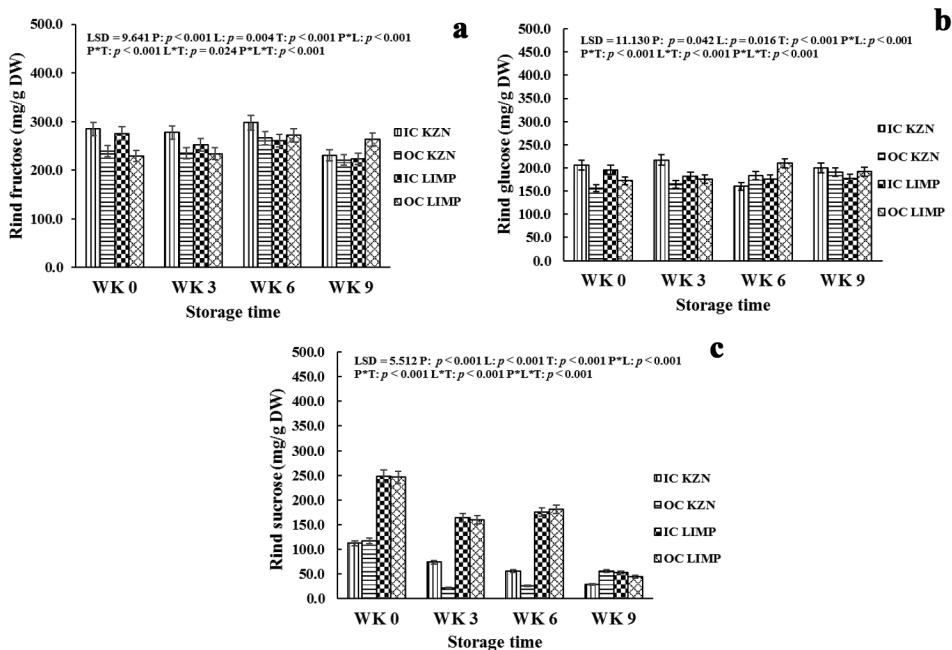 a
LSD = 9.641 P: p < 0.001 L: p = 0.004 T: p < 0.001 P*L: p < 0.001
P*T: p < 0.001 L*T: p = 0.024 P*L*T: p < 0.001
Rind fructose (mg/g DW)
500.0
400.0
300.0
200.0
100.0
0.0
WK 0 WK 3 WK 6 WK 9
Storage time
IC KZN
OC KZN
IC LIMP
OC LIMP
b
LSD = 11.130 P: p = 0.042 L: p = 0.016 T: p < 0.001 P*L: p < 0.001
P*T: p < 0.001 L*T: p < 0.001 P*L*T: p < 0.001
Rind glucose (mg/g DW)
500.0
450.0
400.0
350.0
300.0
250.0
200.0
150.0
100.0
50.0
0.0
WK 0 WK 3 WK 6 WK 9
Storage time
IC KZN
OC KZN
IC LIMP
OC LIMP
c
LSD = 5.512 P: p < 0.001 L: p < 0.001 T: p < 0.001 P*L: p < 0.001
P*T: p < 0.001 L*T: p < 0.001 P*L*T: p < 0.001
Rind sucrose (mg/g DW)
500.0
450.0
400.0
350.0
300.0
250.0
200.0
150.0
100.0
50.0
0.0
WK 0 WK 3 WK 6 WK 9
Storage time
IC KZN
OC KZN
IC LIMP
OC LIMP